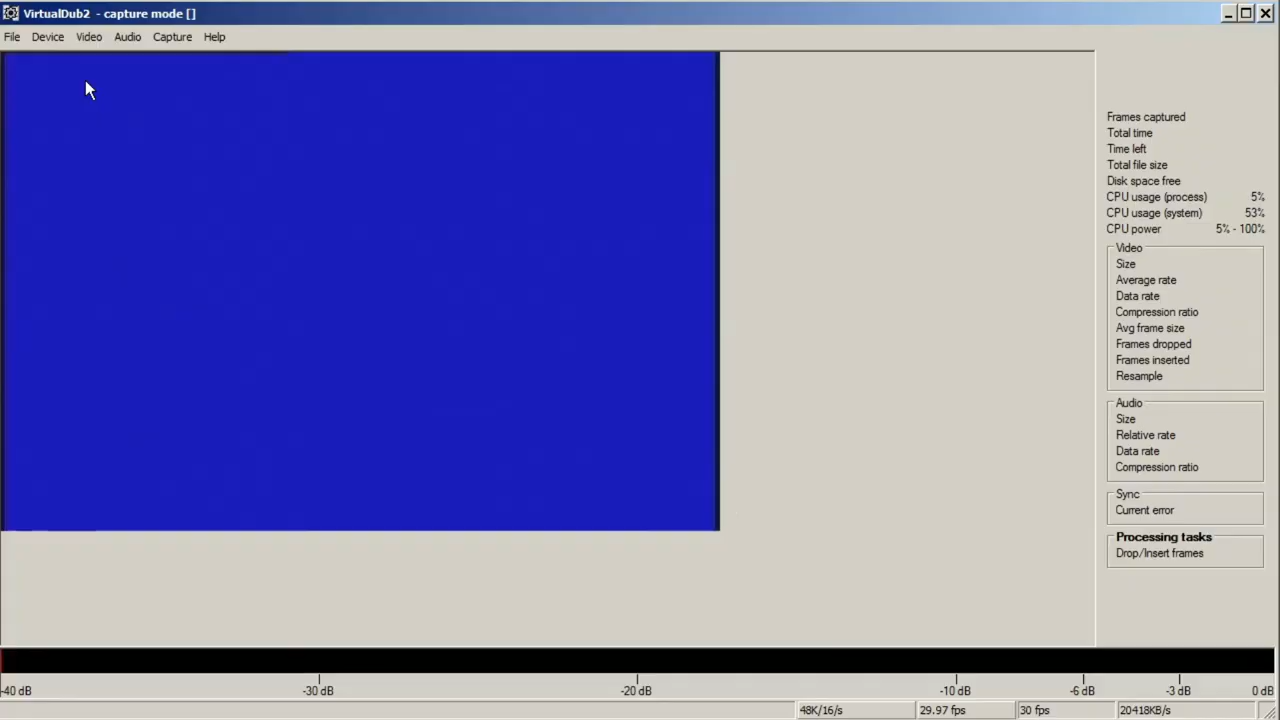 VirtualDub2 - capture mode []
File Device Video Audio Capture Help
Frames captured
Total time
Time left
Total file size
Disk space free
CPU usage (process) 5%
CPU usage (system) 53%
CPU power 5% - 100%
Video
Size
Average rate
Data rate
Compression ratio
Avg frame size
Frames dropped
Frames inserted
Resample
Audio
Size
Relative rate
Data rate
Compression ratio
Sync
Current error
Processing tasks
Drop/Insert frames
-40 dB -30 dB -20 dB -10 dB -6 dB -3 dB 0 dB
48K/16/s 29.97 fps 30 fps 20418KB/s